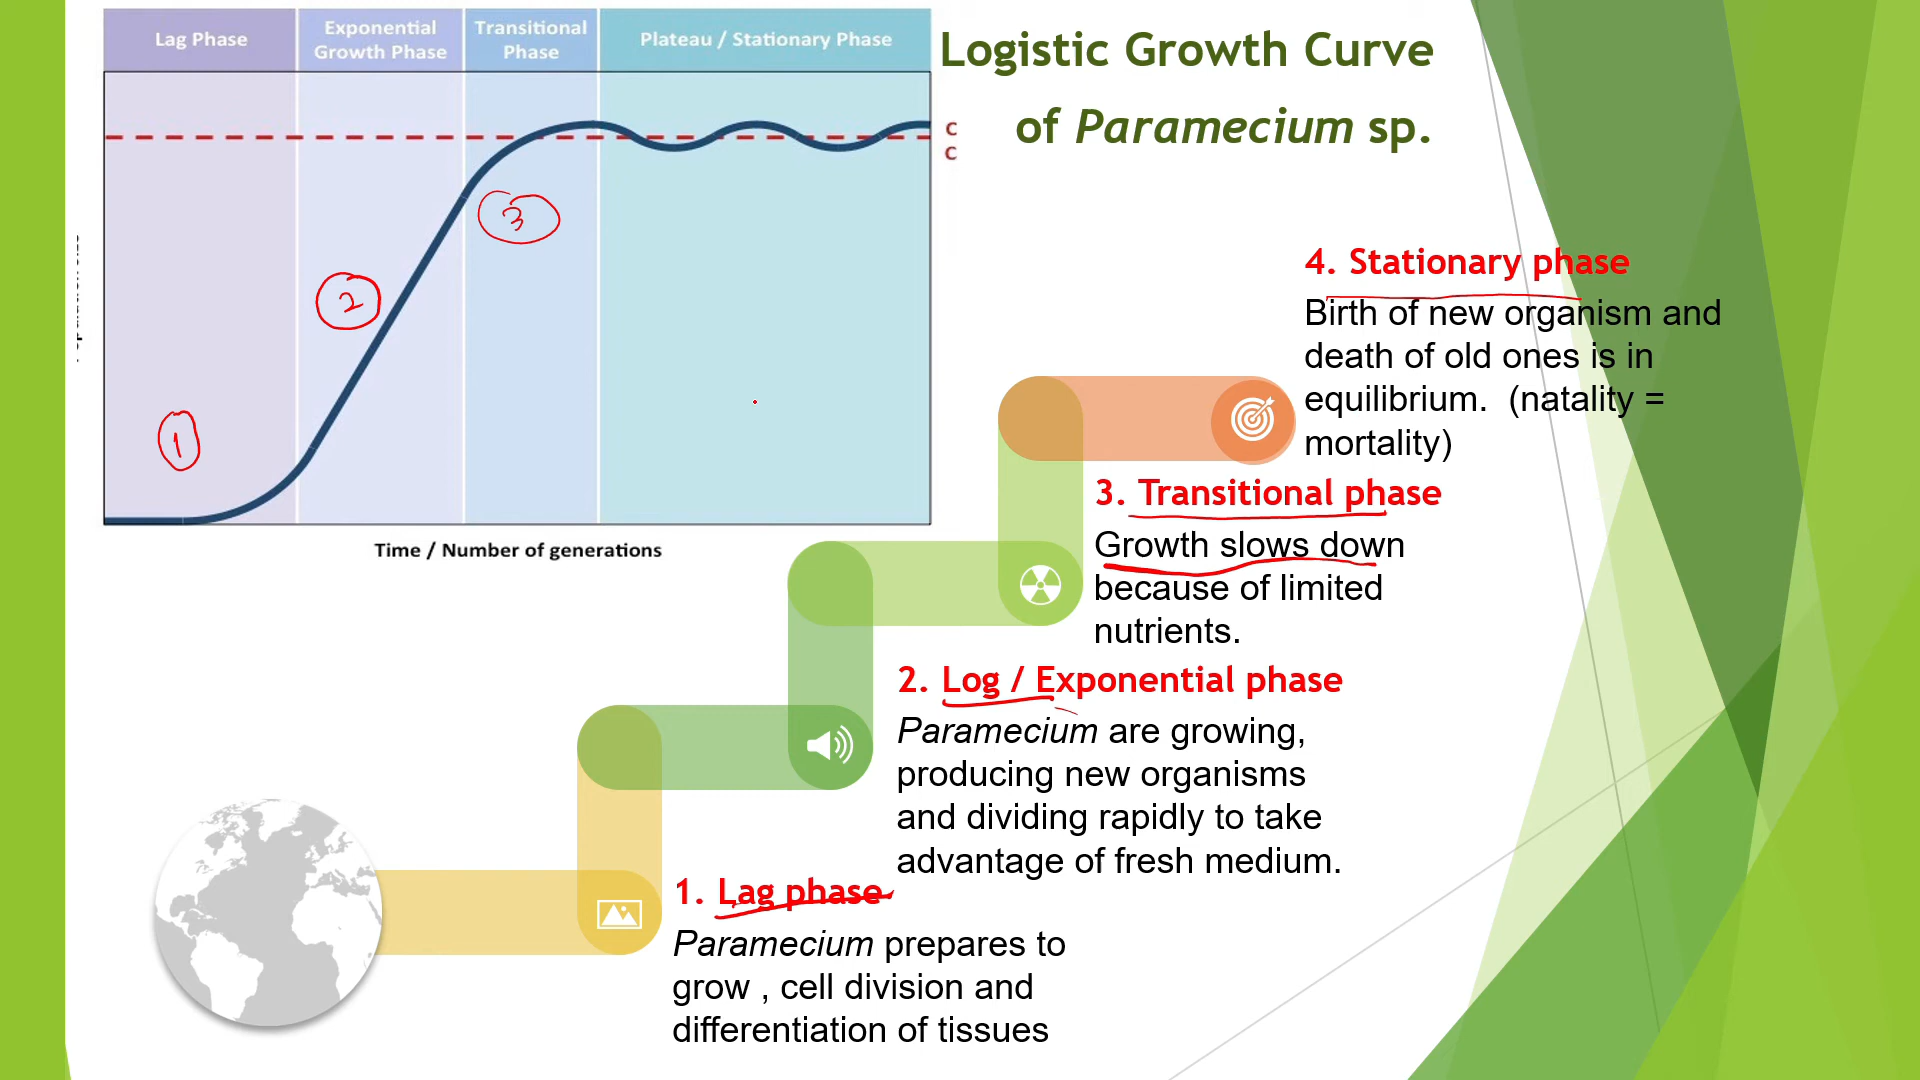 Lag Phase
Exponential
Growth Phase
Transitional
Phase
Plateau / Stationary Phase
C
C
1
2
3
Time / Number of generations
Logistic Growth Curve
of Paramecium sp.
4. Stationary phase
Birth of new organism and
death of old ones is in
equilibrium. (natality =
mortality)
3. Transitional phase
Growth slows down
because of limited
nutrients.
2. Log / Exponential phase
Paramecium are growing,
producing new organisms
and dividing rapidly to take
advantage of fresh medium.
1. Lag phase
Paramecium prepares to
grow , cell division and
differentiation of tissues